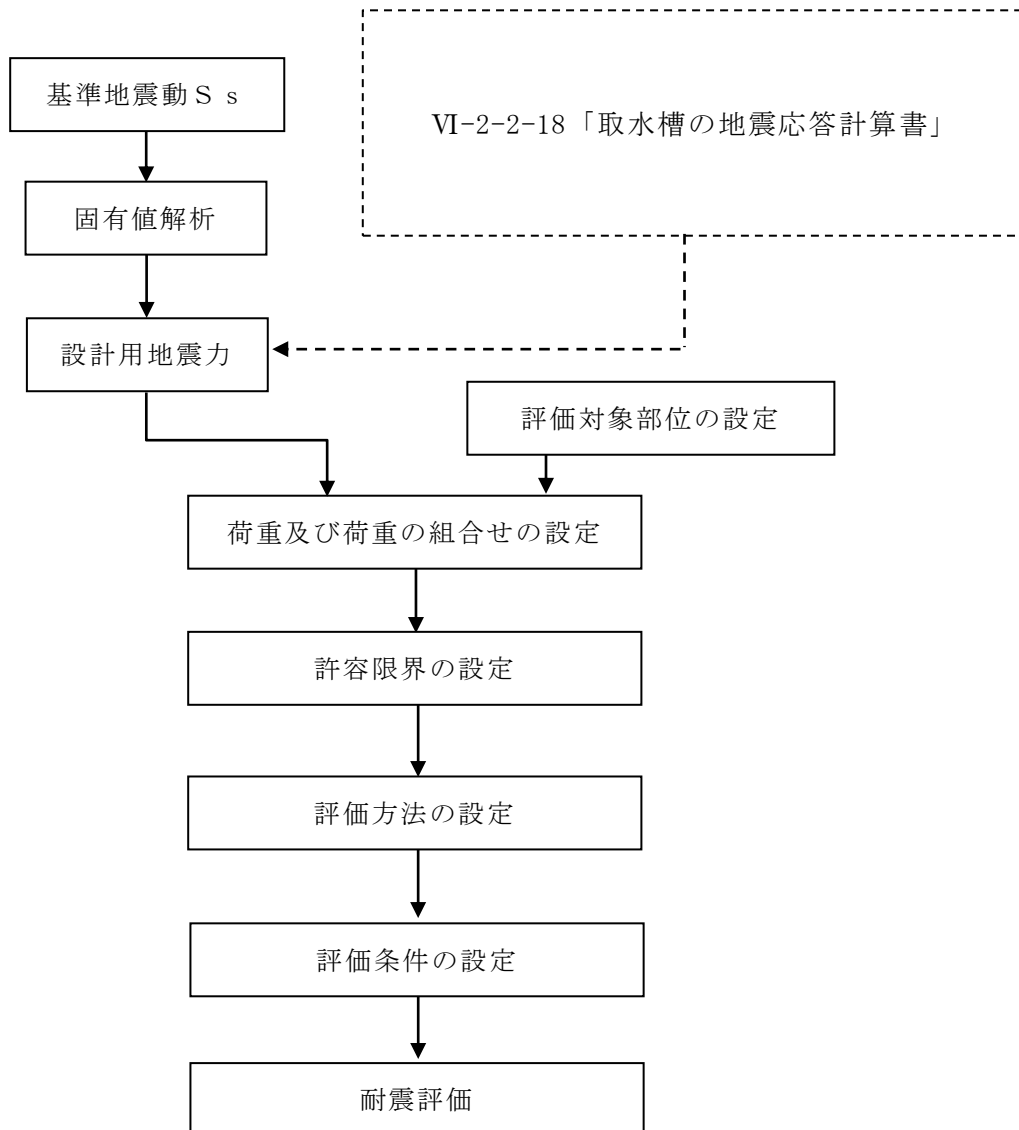 基準地震動Ｓｓ
Ⅵ-2-2-18「取水槽の地震応答計算書」
固有値解析
設計用地震力
評価対象部位の設定
荷重及び荷重の組合せの設定
許容限界の設定
評価方法の設定
評価条件の設定
耐震評価